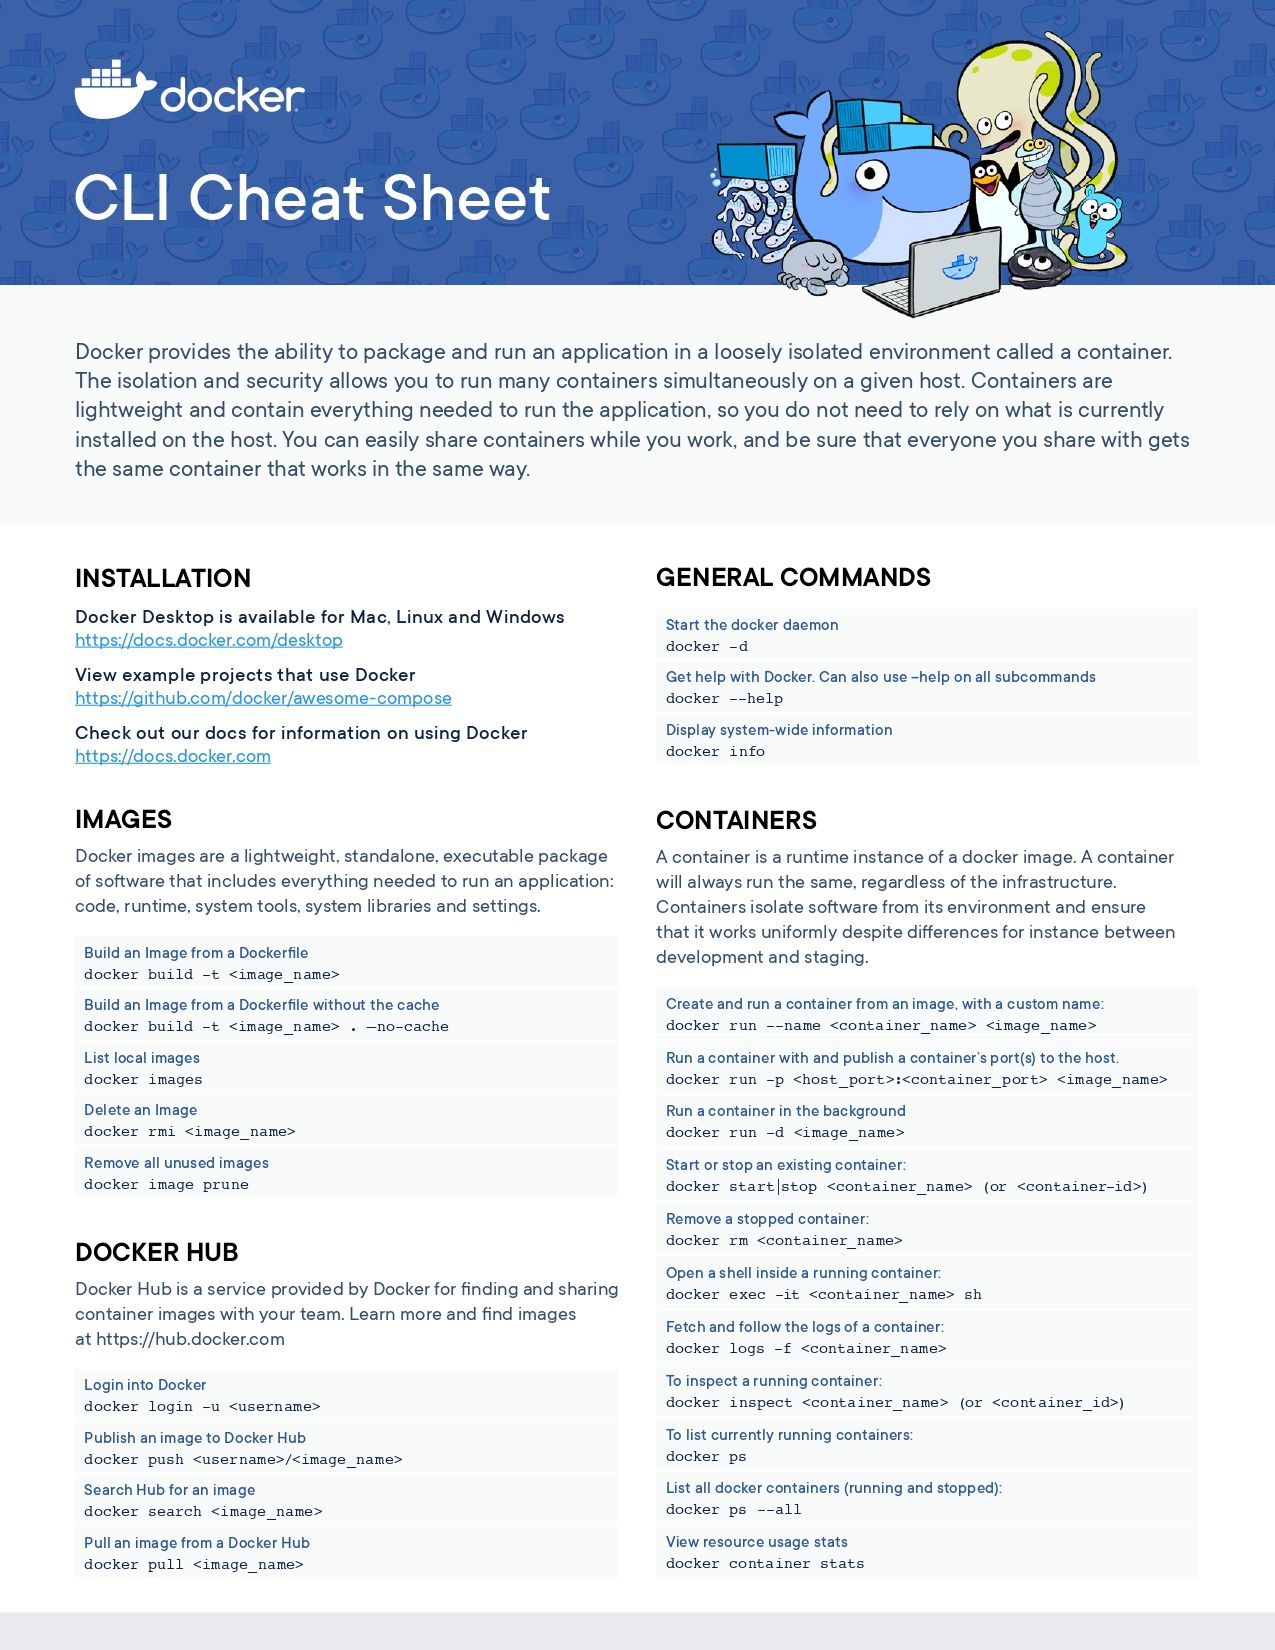 docker
CLI Cheat Sheet
Docker provides the ability to package and run an application in a loosely isolated environment called a container.
The isolation and security allows you to run many containers simultaneously on a given host. Containers are
lightweight and contain everything needed to run the application, so you do not need to rely on what is currently
installed on the host. You can easily share containers while you work, and be sure that everyone you share with gets
the same container that works in the same way.
INSTALLATION
Docker Desktop is available for Mac, Linux and Windows
https://docs.docker.com/desktop
View example projects that use Docker
https://github.com/docker/awesome-compose
Check out our docs for information on using Docker
https://docs.docker.com
IMAGES
Docker images are a lightweight, standalone, executable package
of software that includes everything needed to run an application:
code, runtime, system tools, system libraries and settings.
Build an Image from a Dockerfile
docker build -t <image_name>
Build an Image from a Dockerfile without the cache
docker build -t <image_name> . –no-cache
List local images
docker images
Delete an Image
docker rmi <image_name>
Remove all unused images
docker image prune
DOCKER HUB
Docker Hub is a service provided by Docker for finding and sharing
container images with your team. Learn more and find images
at https://hub.docker.com
Login into Docker
docker login -u <username>
Publish an image to Docker Hub
docker push <username>/<image_name>
Search Hub for an image
docker search <image_name>
Pull an image from a Docker Hub
docker pull <image_name>
GENERAL COMMANDS
Start the docker daemon
docker -d
Get help with Docker. Can also use –help on all subcommands
docker --help
Display system-wide information
docker info
CONTAINERS
A container is a runtime instance of a docker image. A container
will always run the same, regardless of the infrastructure.
Containers isolate software from its environment and ensure
that it works uniformly despite differences for instance between
development and staging.
Create and run a container from an image, with a custom name:
docker run --name <container_name> <image_name>
Run a container with and publish a container's port(s) to the host.
docker run -p <host_port>:<container_port> <image_name>
Run a container in the background
docker run -d <image_name>
Start or stop an existing container:
docker start|stop <container_name> (or <container-id>)
Remove a stopped container:
docker rm <container_name>
Open a shell inside a running container:
docker exec -it <container_name> sh
Fetch and follow the logs of a container:
docker logs -f <container_name>
To inspect a running container:
docker inspect <container_name> (or <container_id>)
To list currently running containers:
docker ps
List all docker containers (running and stopped):
docker ps --all
View resource usage stats
docker container stats